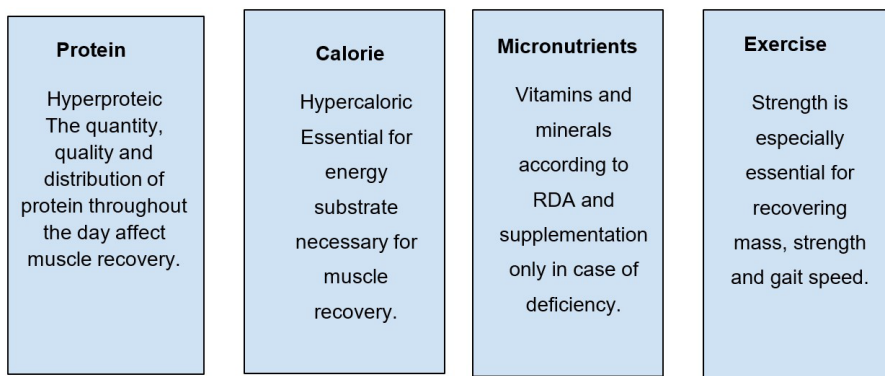 Protein
Hyperproteic
The quantity,
quality and
distribution of
protein throughout
the day affect
muscle recovery.
Calorie
Hypercaloric
Essential for
energy
substrate
necessary for
muscle
recovery.
Micronutrients
Vitamins and
minerals
according to
RDA and
supplementation
only in case of
deficiency.
Exercise
Strength is
especially
essential for
recovering
mass, strength
and gait speed.